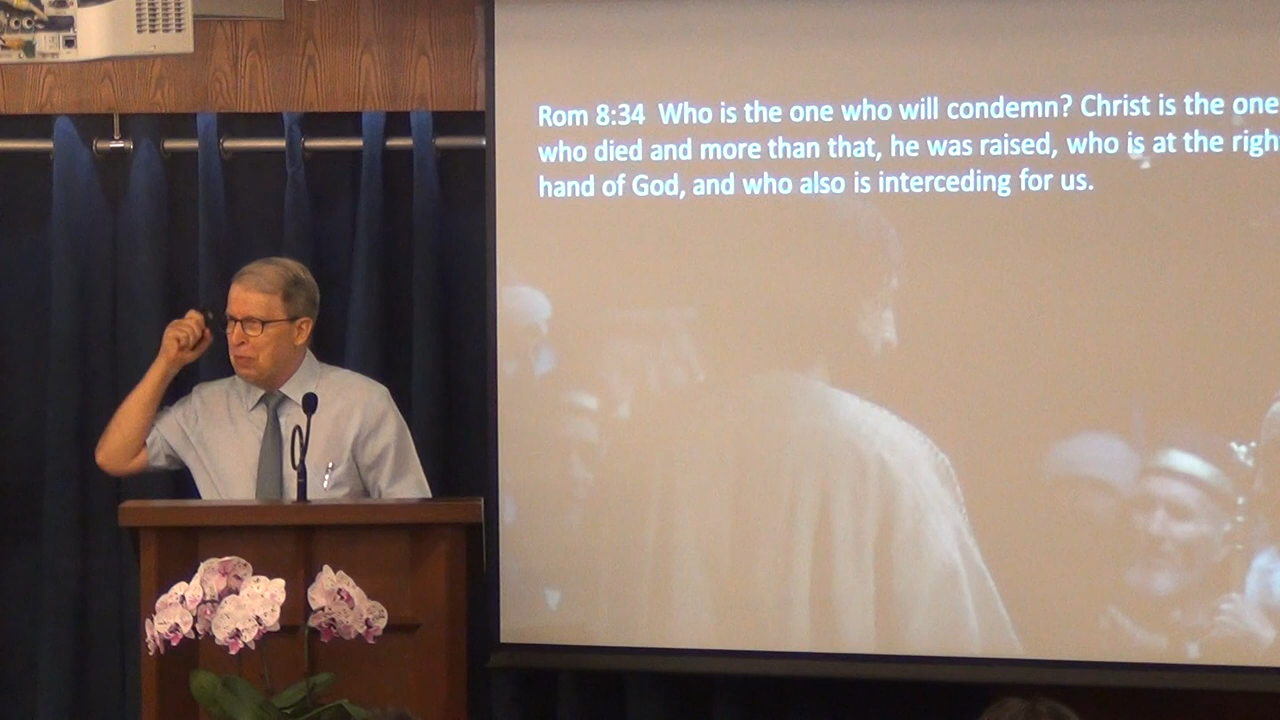 Rom 8:34 Who is the one who will condemn? Christ is the one
who died and more than that, he was raised, who is at the righ
hand of God, and who also is interceding for us.